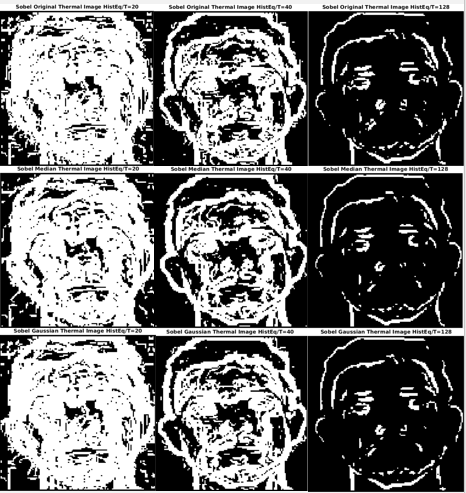 Sobel Original Thermal Image HistEq/T=20
Sobel Original Thermal Image HistEq/T=40
Sobel Original Thermal Image HistEq/T=128
Sobel Median Thermal Image HistEq/T=20
Sobel Median Thermal Image HistEq/T=40
Sobel Median Thermal Image HistEq/T=128
Sobel Gaussian Thermal Image HistEq/T=20
Sobel Gaussian Thermal Image HistEq/T=40
Sobel Gaussian Thermal Image HistEq/T=128